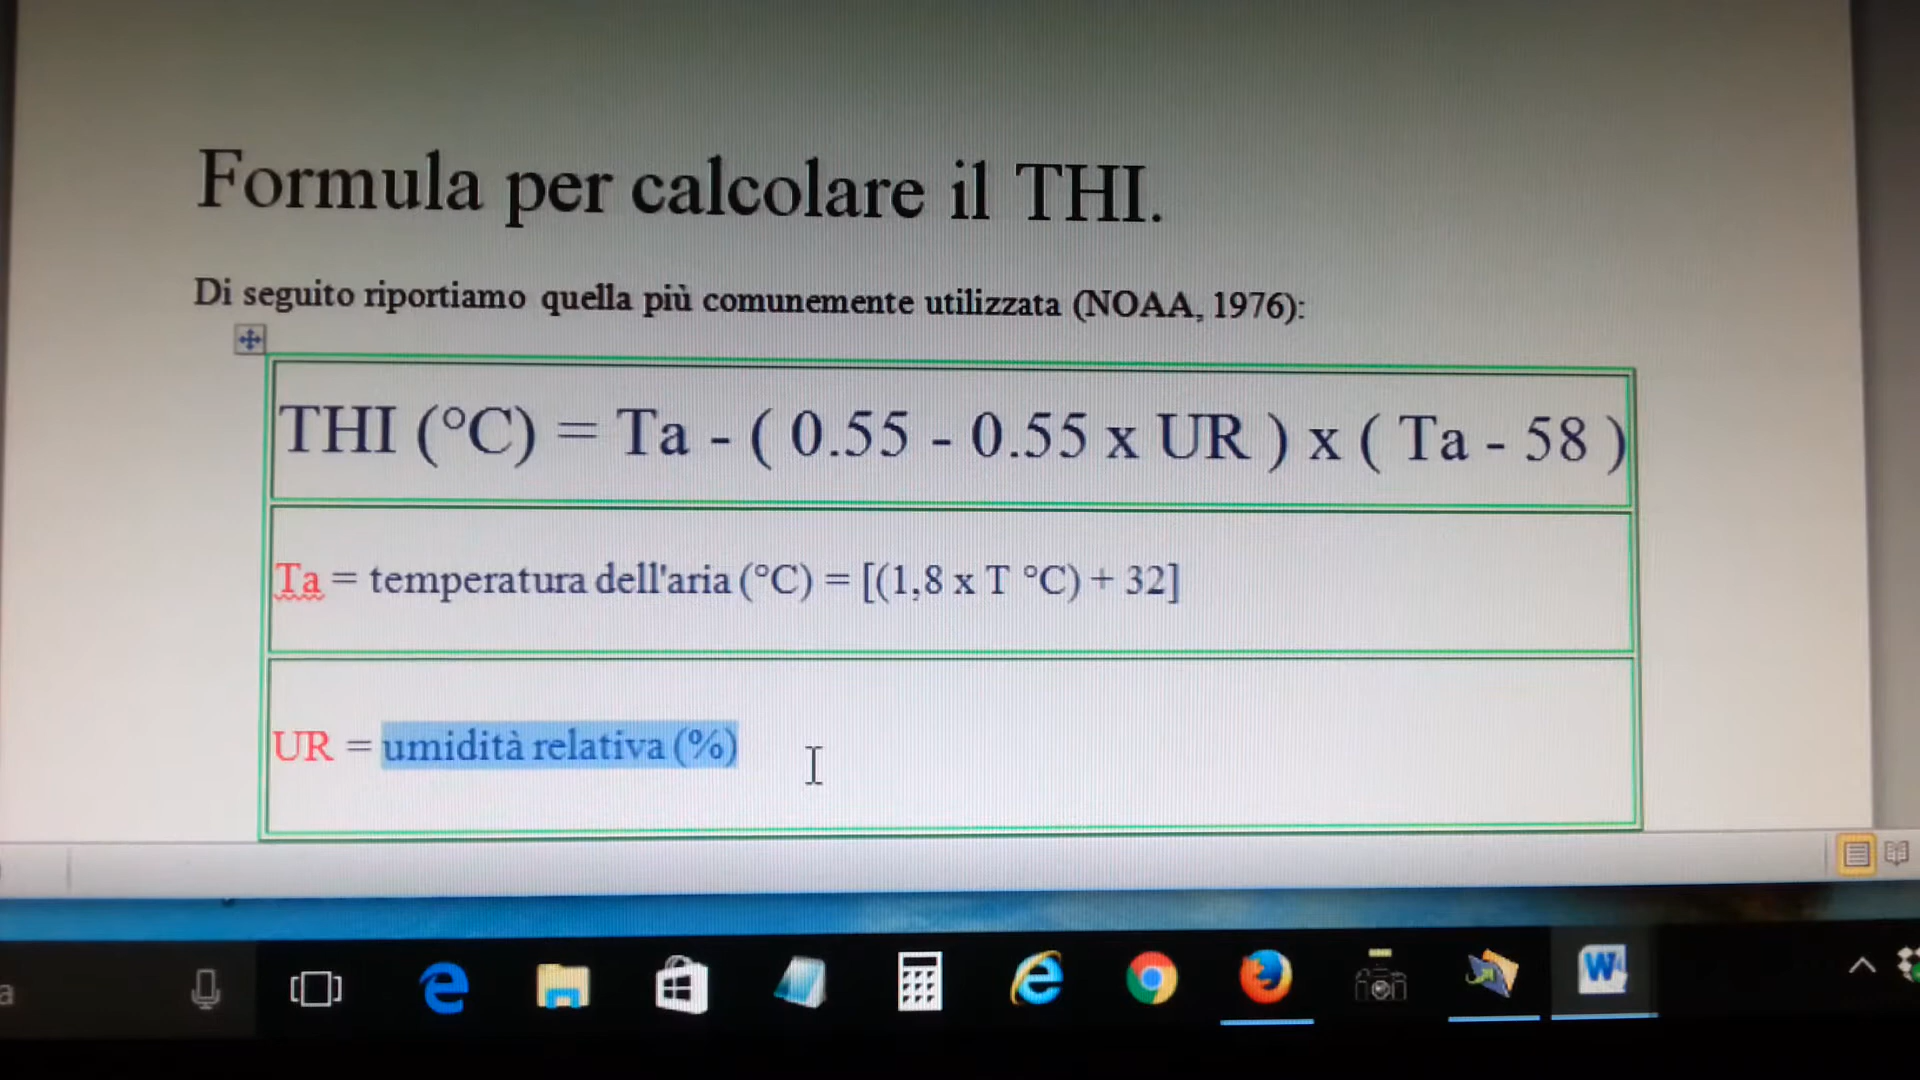 Formula per calcolare il THI.
Di seguito riportiamo quella più comunemente utilizzata (NOAA, 1976):
THI (°C) = Ta - ( 0.55 - 0.55 x UR ) x ( Ta - 58 )
Ta = temperatura dell'aria (°C) = [(1,8 x T °C) + 32]
UR = umidità relativa (%)
a